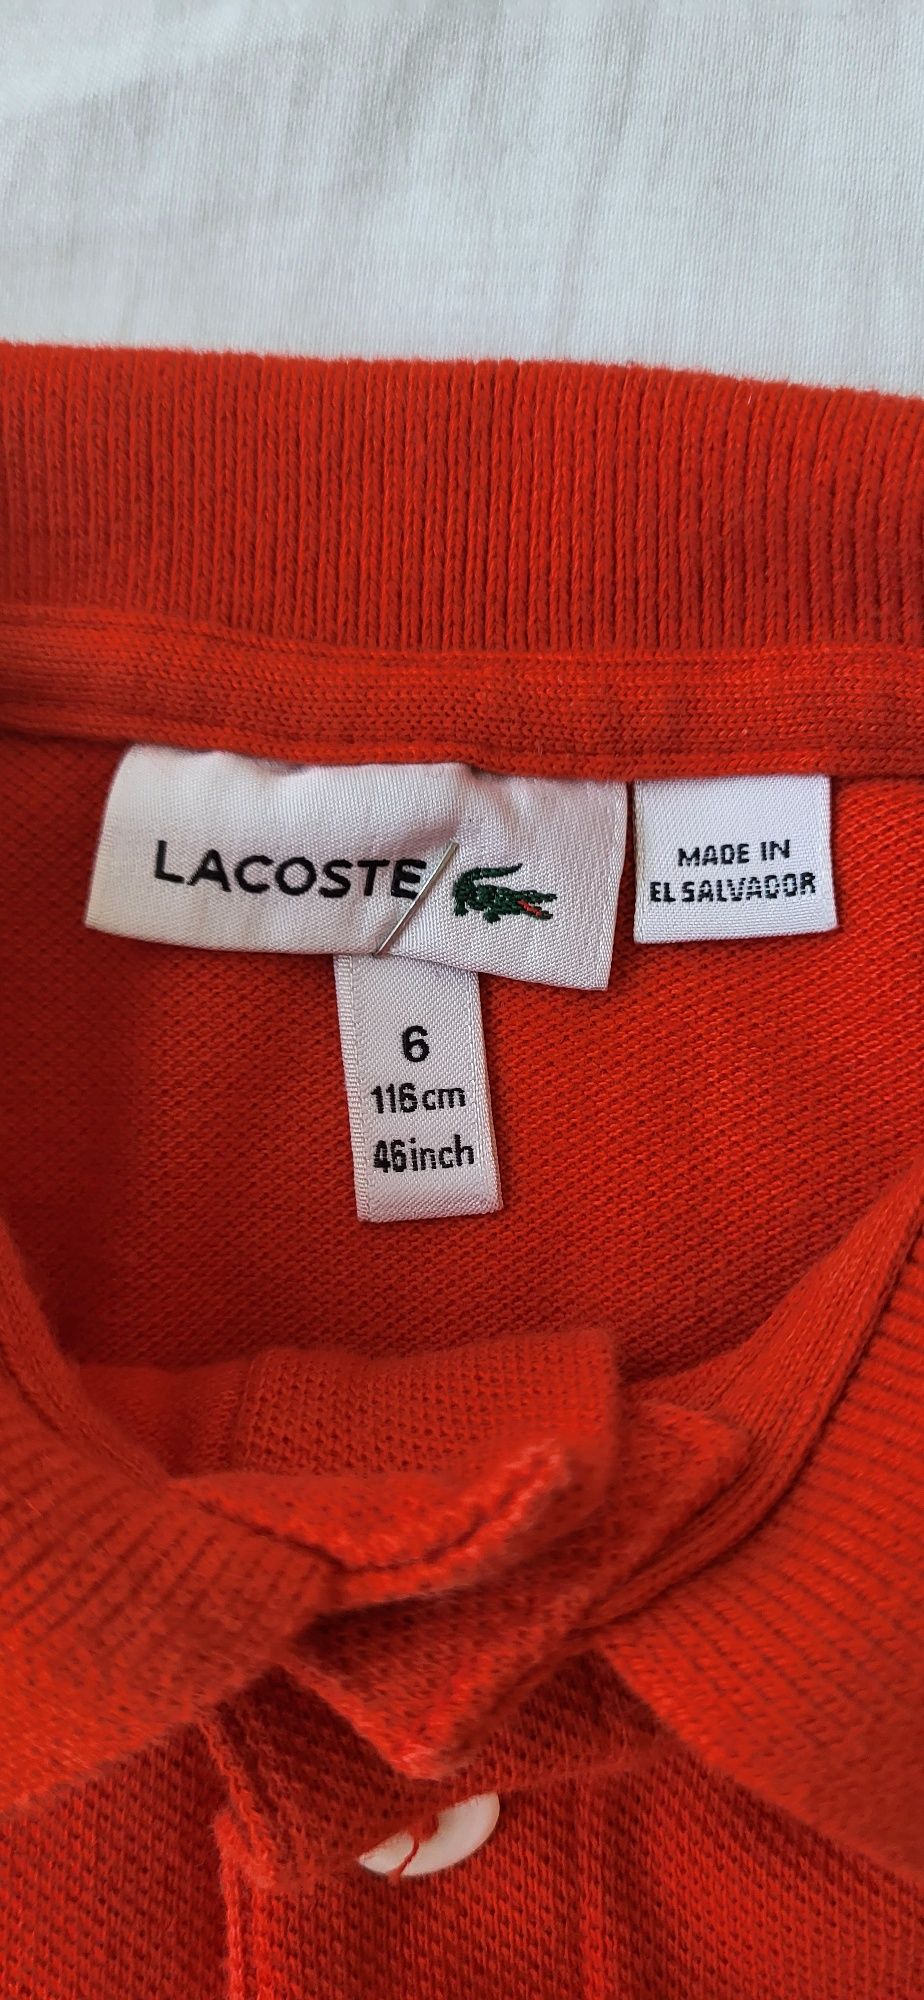 LACOSTE
MADE IN
EL SALVADOR
6
116cm
46inch